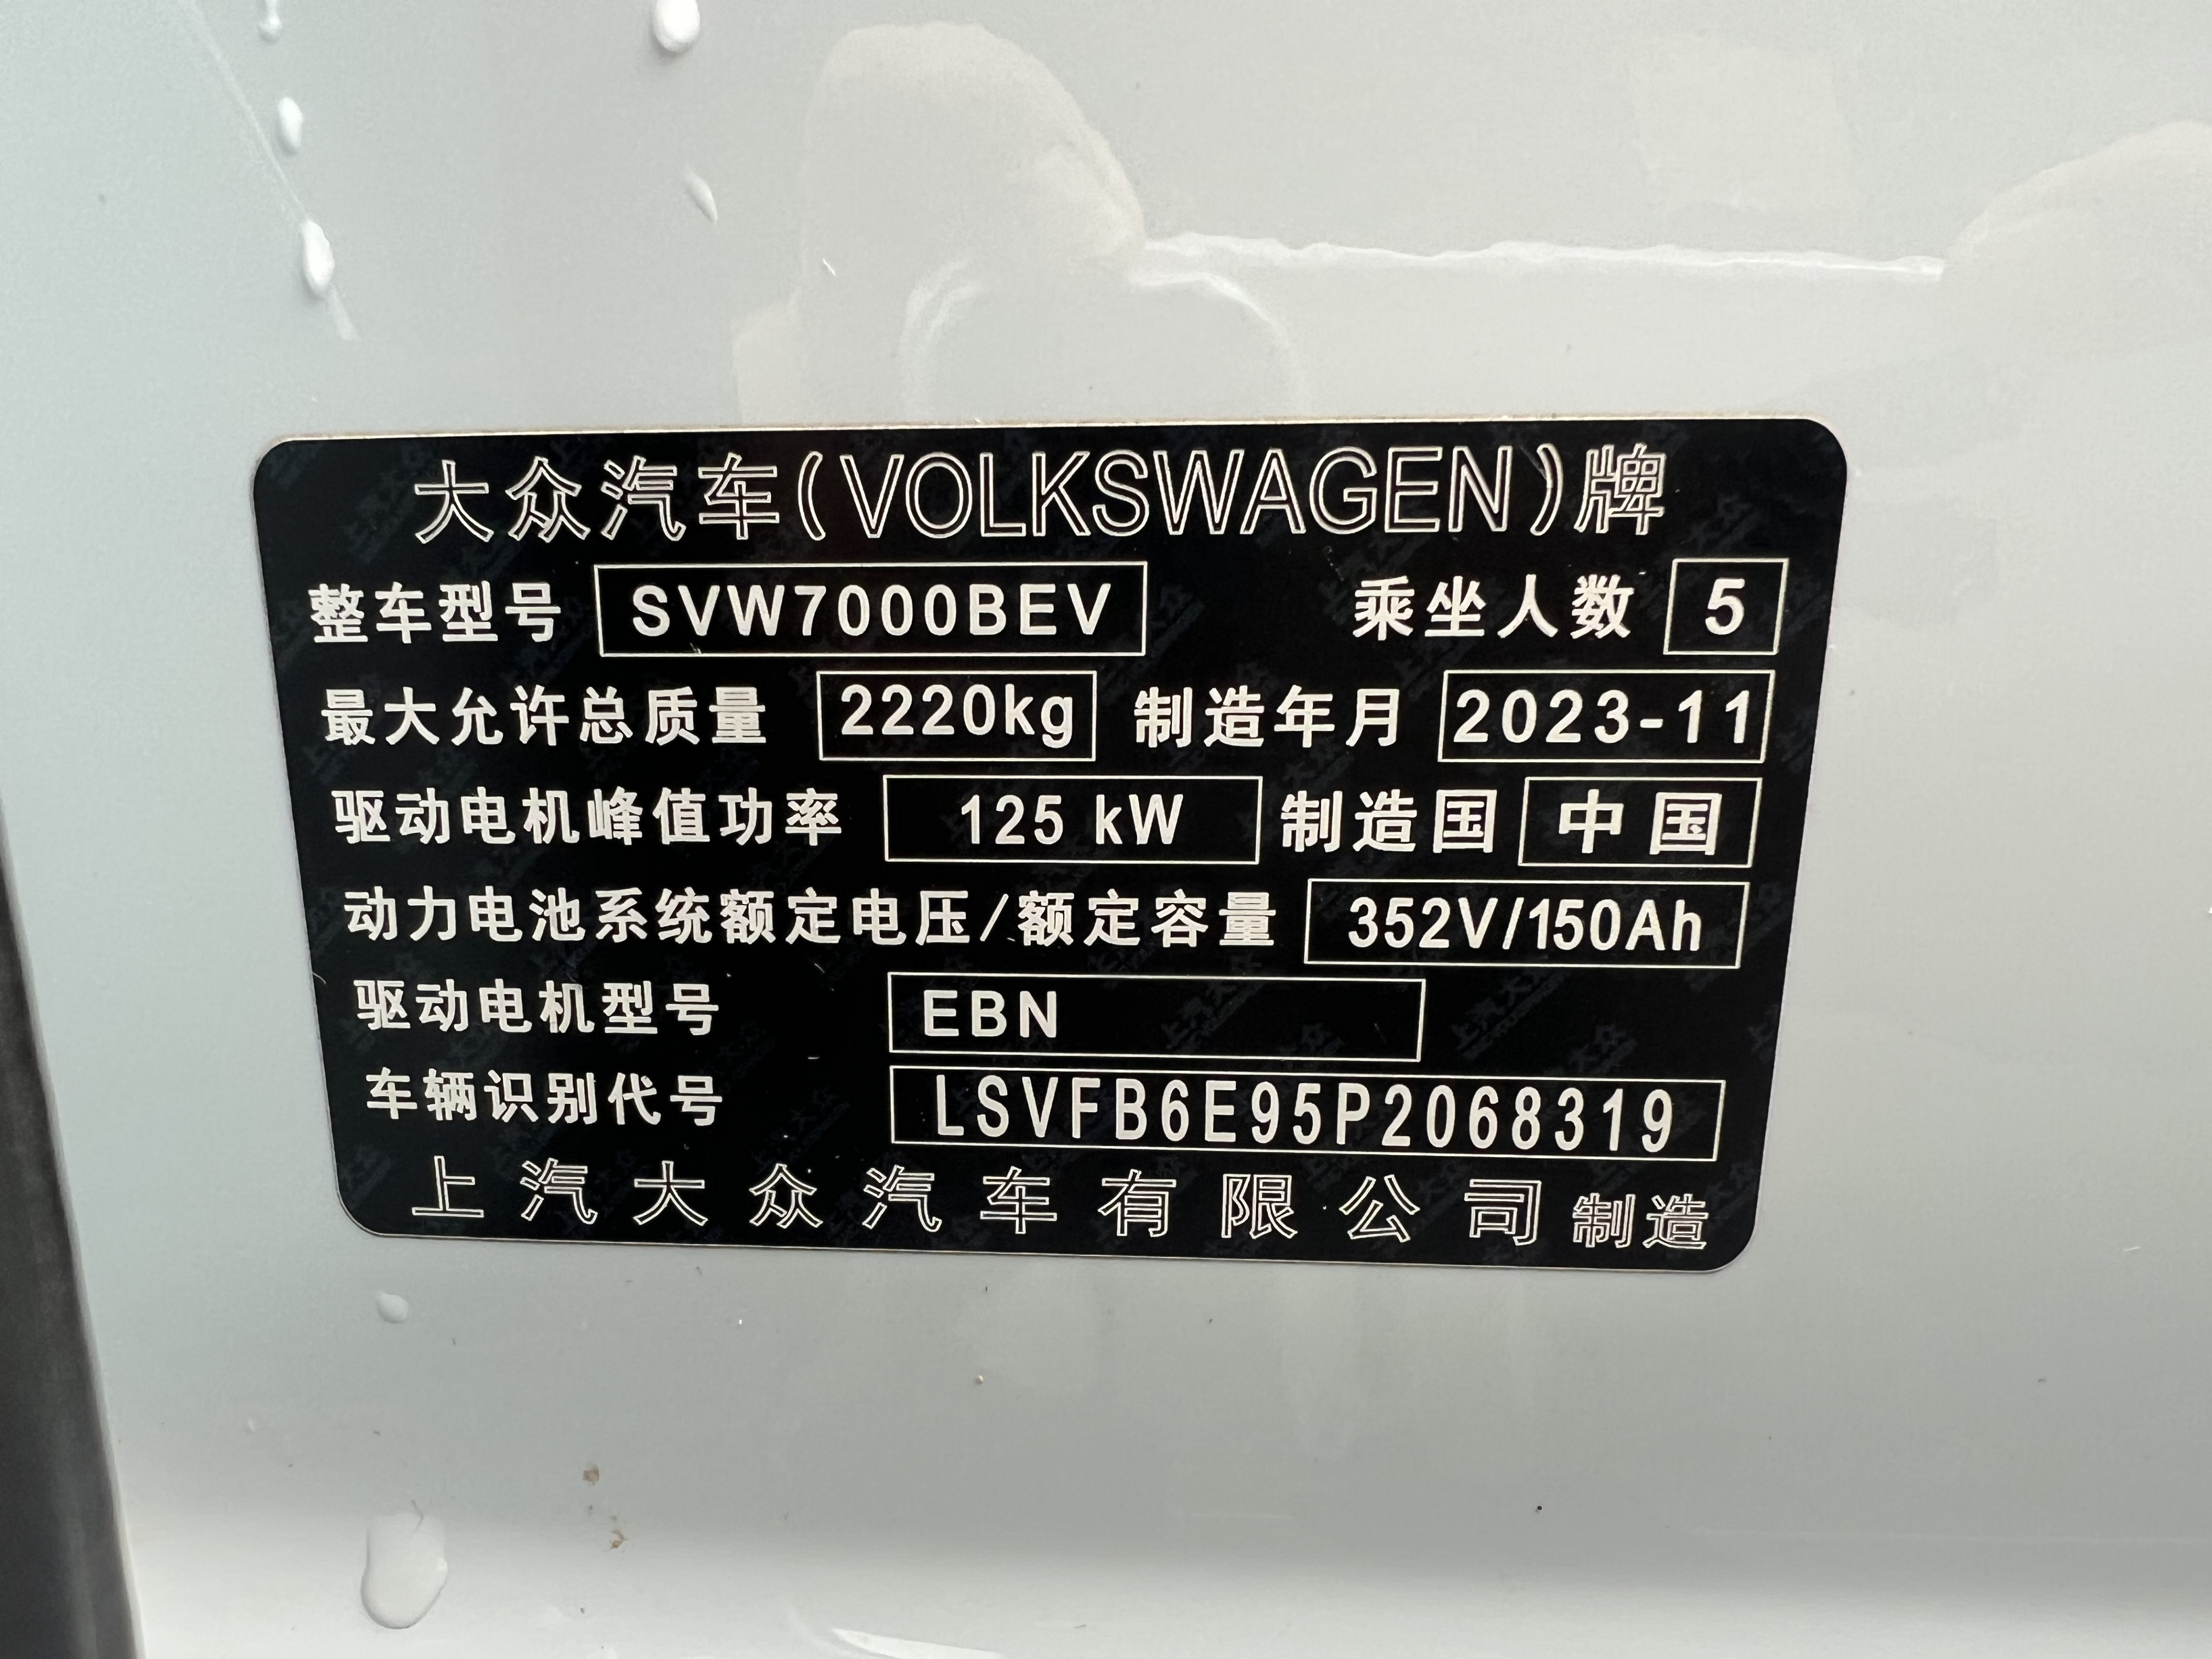 大众汽车(VOLKSWAGEN)牌
整车型号 SVW7000BEV 乘坐人数 5
最大允许总质量 2220kg 制造年月 2023-11
驱动电机峰值功率 125 kW 制造国 中国
动力电池系统额定电压/额定容量 352V/150Ah
驱动电机型号 EBN
车辆识别代号 LSVFB6E95P2068319
上汽大众汽车有限公司制造